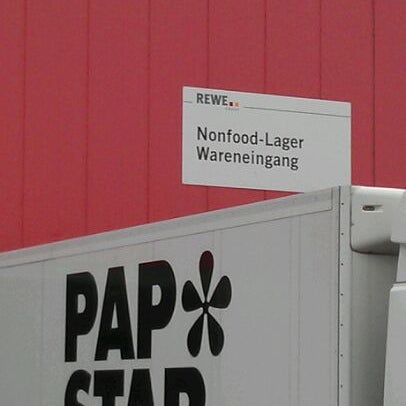 REWE
Nonfood-Lager
Wareneingang
PAP
STAR